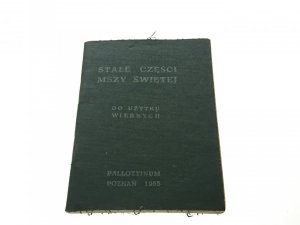 STAŁE CZĘŚCI
MSZY ŚWIĘTEJ
DO UŻYTKU
WIERNYCH
PALLOTTINUM
POZNAŃ 1965